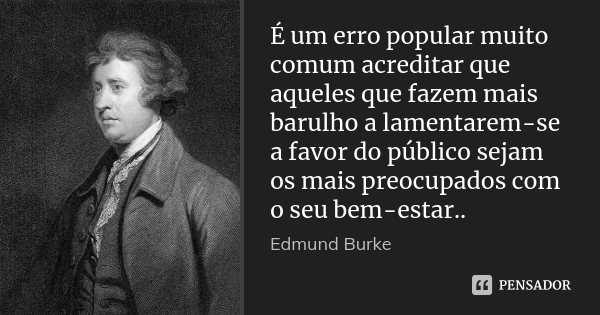 É um erro popular muito
comum acreditar que
aqueles que fazem mais
barulho a lamentarem-se
a favor do público sejam
os mais preocupados com
o seu bem-estar..
Edmund Burke
PENSADOR